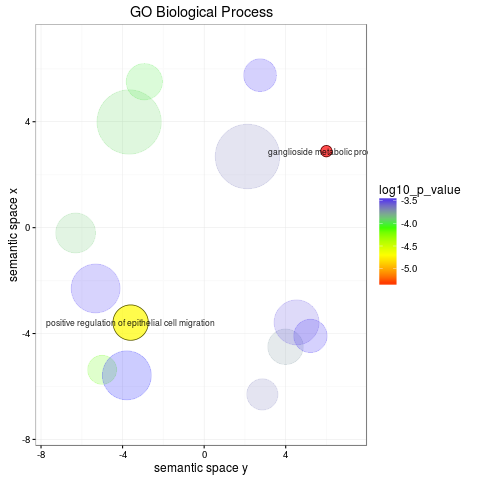 GO Biological Process
4
0
-4
-8
-8
-4
0
4
semantic space x
semantic space y
ganglioside metabolic pro
positive regulation of epithelial cell migration
log10_p_value
-3.5
-4.0
-4.5
-5.0